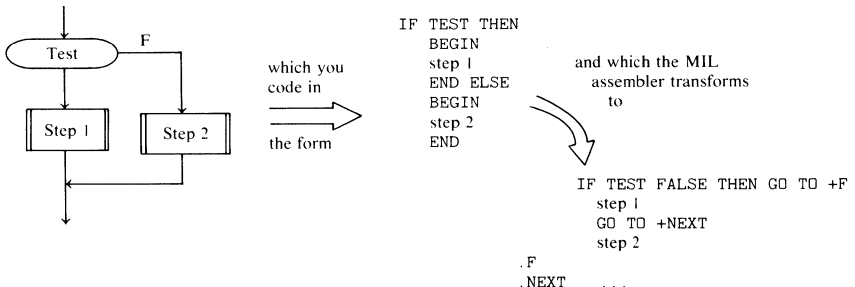 Test
F
Step 1
Step 2
which you
code in
the form
IF TEST THEN
BEGIN
step 1
END ELSE
BEGIN
step 2
END
and which the MIL
assembler transforms
to
IF TEST FALSE THEN GO TO +F
step 1
GO TO +NEXT
step 2
.F
.NEXT ...